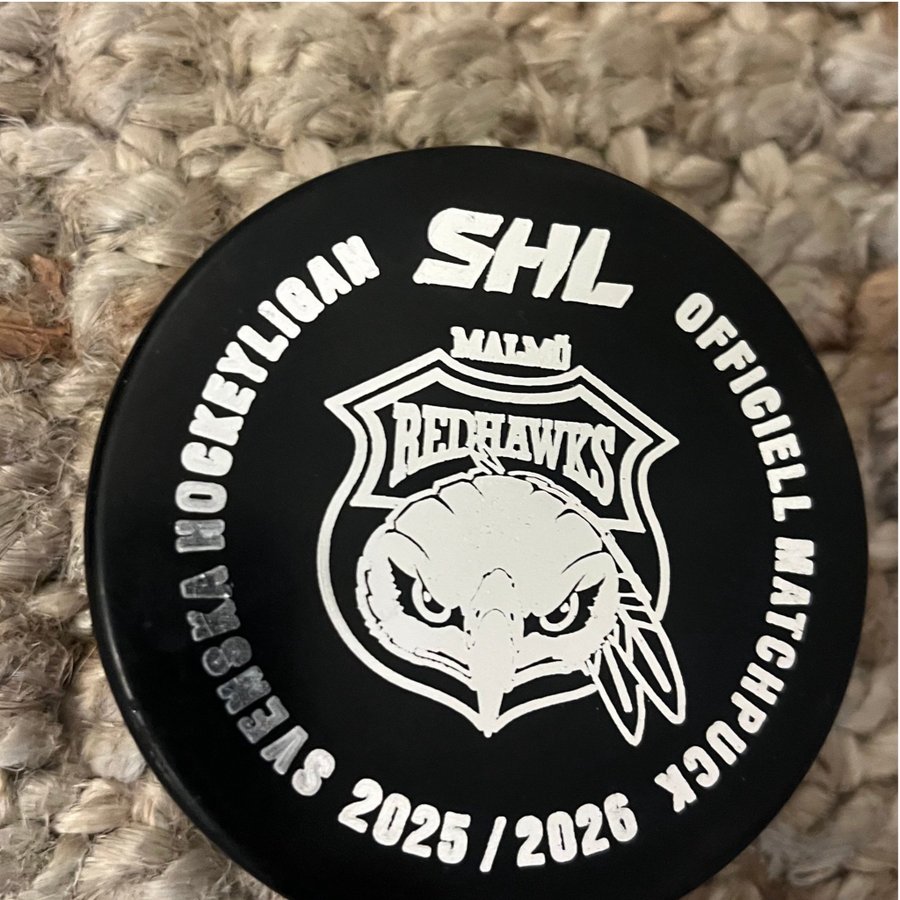 SHL
MALMÖ
REDHAWKS
SVENSKA HOCKEYLIGAN
OFFICIELL MATCHPUCK
2025/2026